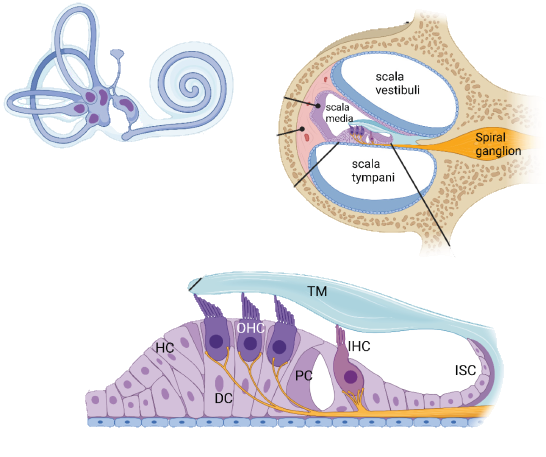 scala
vestibuli
scala
media
Spiral
ganglion
scala
tympani
TM
OHC
HC
IHC
PC
ISC
DC